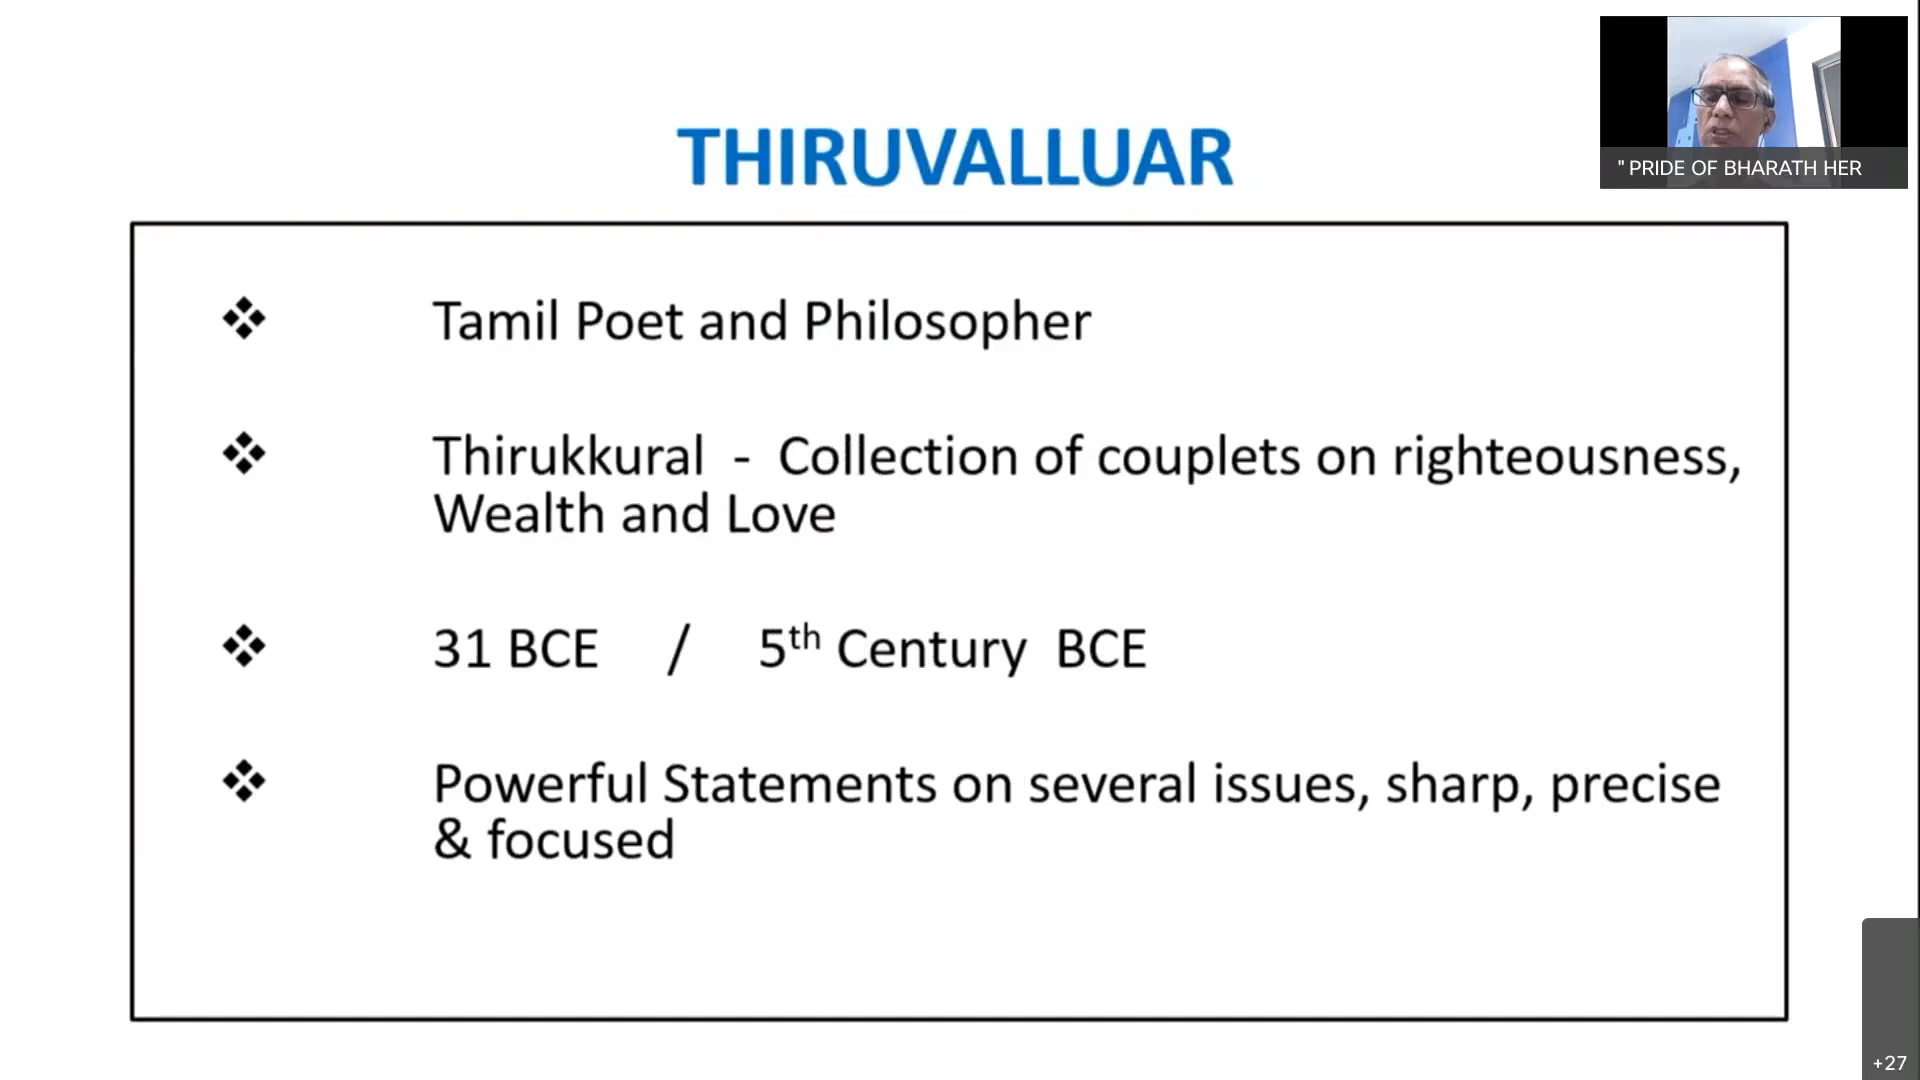 THIRUVALLUAR
" PRIDE OF BHARATH HER
❖ Tamil Poet and Philosopher
❖ Thirukkural - Collection of couplets on righteousness,
Wealth and Love
❖ 31 BCE / 5th Century BCE
❖ Powerful Statements on several issues, sharp, precise
& focused
+27